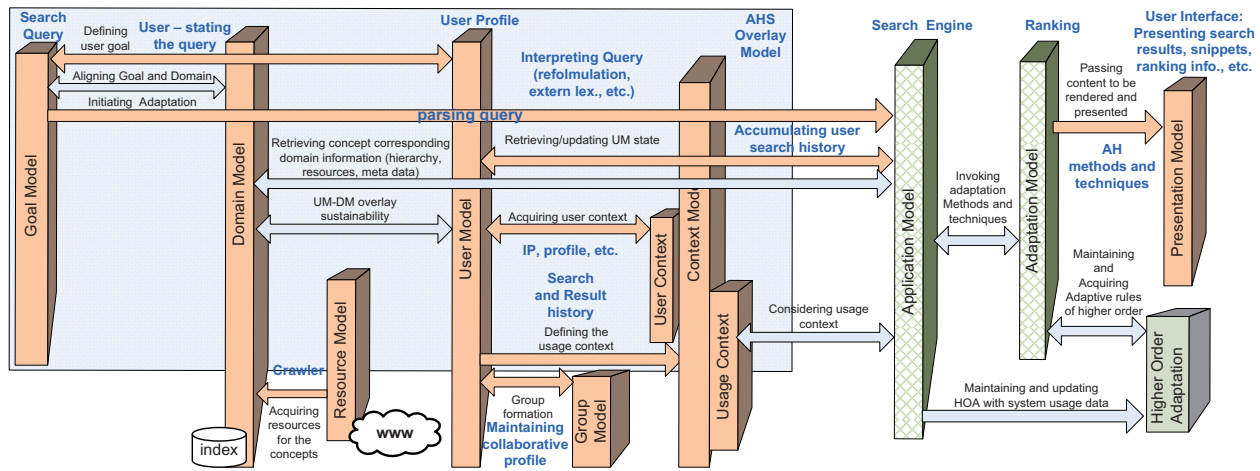 Search
Query
User – stating
the query
User Profile
AHS
Overlay
Model
Search Engine
Ranking
User Interface:
Presenting search
results, snippets,
ranking info., etc.
Defining
user goal
Aligning Goal and Domain
Initiating Adaptation
Interpreting Query
(refolmulation,
extern lex., etc.)
parsing query
Retrieving concept corresponding
domain information (hierarchy,
resources, meta data)
Retrieving/updating UM state
Accumulating user
search history
Passing
content to be
rendered and
presented
AH
methods and
techniques
Invoking
adaptation
Methods and
techniques
UM-DM overlay
sustainability
Acquiring user context
IP, profile, etc.
Search
and Result
history
Defining the
usage context
Considering usage
context
Maintaining
and
Acquiring
Adaptive rules
of higher order
Crawler
Acquiring
resources
for the
concepts
Group
formation
Maintaining
collaborative
profile
Maintaining and updating
HOA with system usage data
index
www
Goal Model
Domain Model
Resource Model
User Model
Group
Model
User Context
Context Model
Usage Context
Application Model
Adaptation Model
Presentation Model
Higher Order
Adaptation